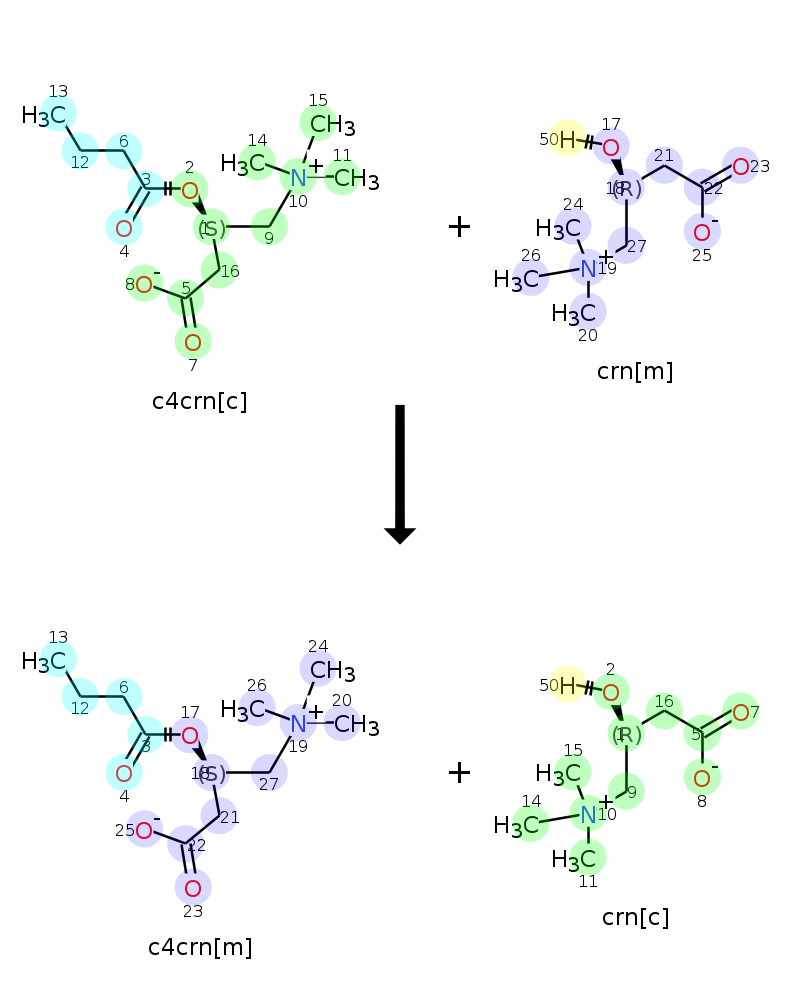 13
H3C
12
6
3
4
O
2
O
(S)
1
14
H3C
15
CH3
N
+
11
CH3
10
9
16
8
O
-
5
O
7
c4crn[c]
+
50
H
17
O
(R)
18
21
22
O
23
O
-
25
24
H3C
26
H3C
N
+
19
27
H3C
20
crn[m]
13
H3C
12
6
3
4
O
17
O
(S)
18
26
H3C
24
CH3
N
+
20
CH3
19
27
21
25
O
-
22
O
23
c4crn[m]
+
50
H
2
O
(R)
1
16
5
O
7
O
-
8
15
H3C
14
H3C
N
+
10
9
H3C
11
crn[c]